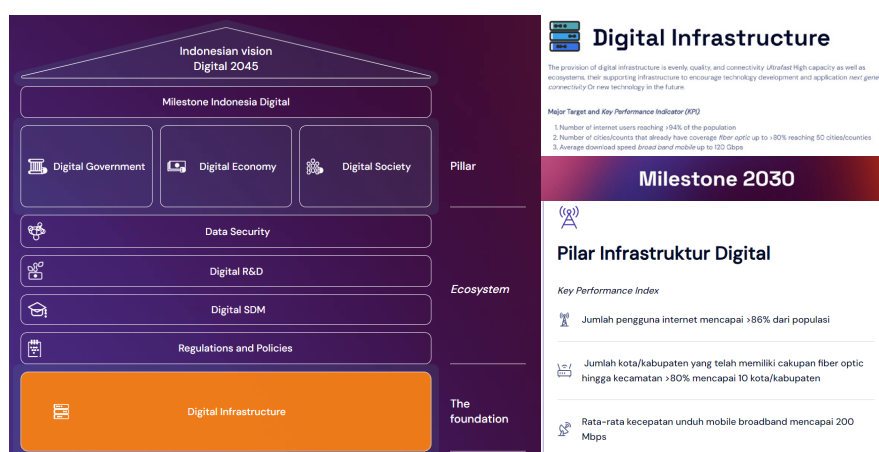 Indonesian vision
Digital 2045
Milestone Indonesia Digital
Digital Government
Digital Economy
Digital Society
Pillar
Data Security
Digital R&D
Digital SDM
Regulations and Policies
Ecosystem
Digital Infrastructure
The
foundation
Digital Infrastructure
The provision of digital infrastructure is evenly, quality, and connectivity Ultrafast High capacity as well as
ecosystems, their supporting infrastructure to encourage technology development and application next gene
connectivity Or new technology in the future.
Major Target and Key Performance Indicator (KPI)
1. Number of internet users reaching >94% of the population
2. Number of cities/counts that already have coverage fiber optic up to >80% reaching 50 cities/counties
3. Average download speed broad band mobile up to 120 Gbps
Milestone 2030
Pilar Infrastruktur Digital
Key Performance Index
Jumlah pengguna internet mencapai >86% dari populasi
Jumlah kota/kabupaten yang telah memiliki cakupan fiber optic
hingga kecamatan >80% mencapai 10 kota/kabupaten
Rata-rata kecepatan unduh mobile broadband mencapai 200
Mbps